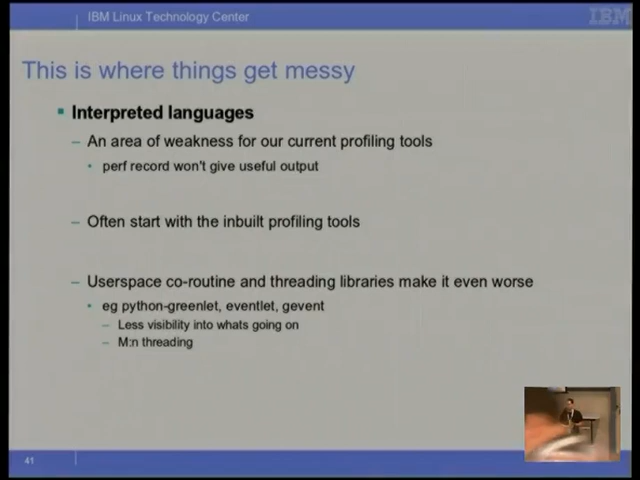 IBM Linux Technology Center
IBM
This is where things get messy
Interpreted languages
– An area of weakness for our current profiling tools
perf record won't give useful output
– Often start with the inbuilt profiling tools
– Userspace co-routine and threading libraries make it even worse
eg python-greenlet, eventlet, gevent
– Less visibility into whats going on
– M:n threading
41